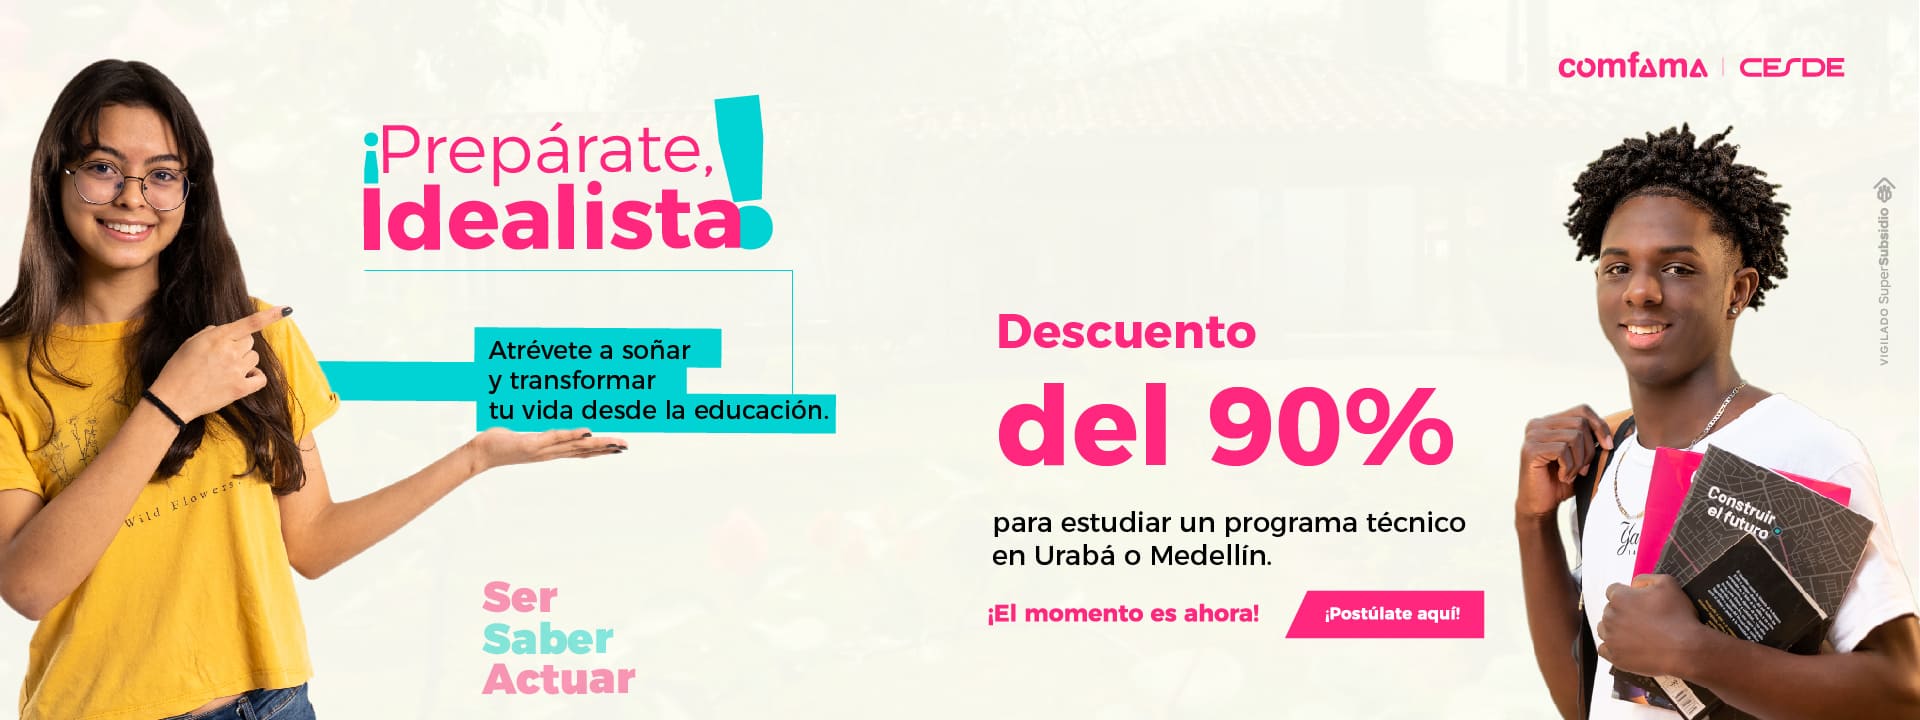 comfama | CESDE
¡Prepárate,
Idealista!
Atrévete a soñar
y transformar
tu vida desde la educación.
Ser
Saber
Actuar
Descuento
del 90%
para estudiar un programa técnico
en Urabá o Medellín.
¡El momento es ahora!
¡Postúlate aquí!
VIGILADO SuperSubsidio
Wild Flowers.
Construir
el futuro